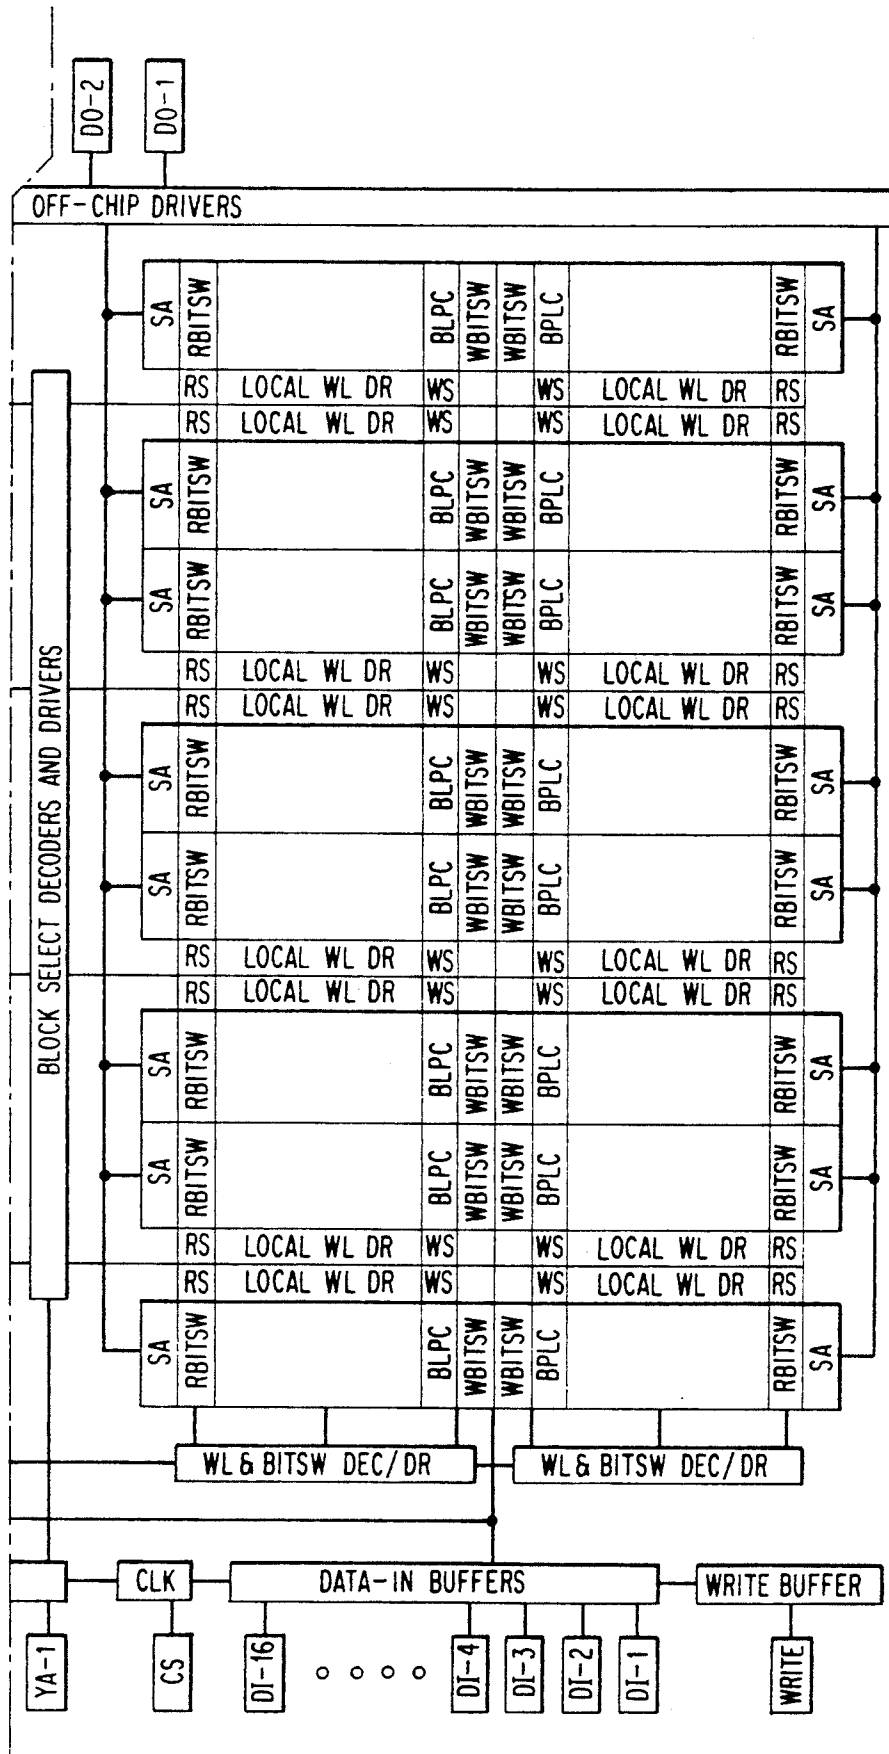 DO-2
DO-1
OFF-CHIP DRIVERS
SA RBITSW BLPC WBITSW WBITSW BPLC RBITSW SA
RS LOCAL WL DR WS WS LOCAL WL DR RS
RS LOCAL WL DR WS WS LOCAL WL DR RS
SA RBITSW BLPC WBITSW WBITSW BPLC RBITSW SA
SA RBITSW BLPC WBITSW WBITSW BPLC RBITSW SA
RS LOCAL WL DR WS WS LOCAL WL DR RS
RS LOCAL WL DR WS WS LOCAL WL DR RS
BLOCK SELECT DECODERS AND DRIVERS
SA RBITSW BLPC WBITSW WBITSW BPLC RBITSW SA
SA RBITSW BLPC WBITSW WBITSW BPLC RBITSW SA
RS LOCAL WL DR WS WS LOCAL WL DR RS
RS LOCAL WL DR WS WS LOCAL WL DR RS
SA RBITSW BLPC WBITSW WBITSW BPLC RBITSW SA
SA RBITSW BLPC WBITSW WBITSW BPLC RBITSW SA
RS LOCAL WL DR WS WS LOCAL WL DR RS
RS LOCAL WL DR WS WS LOCAL WL DR RS
SA RBITSW BLPC WBITSW WBITSW BPLC RBITSW SA
WL & BITSW DEC/DR WL & BITSW DEC/DR
CLK DATA-IN BUFFERS WRITE BUFFER
YA-1 CS DI-16 DI-4 DI-3 DI-2 DI-1 WRITE